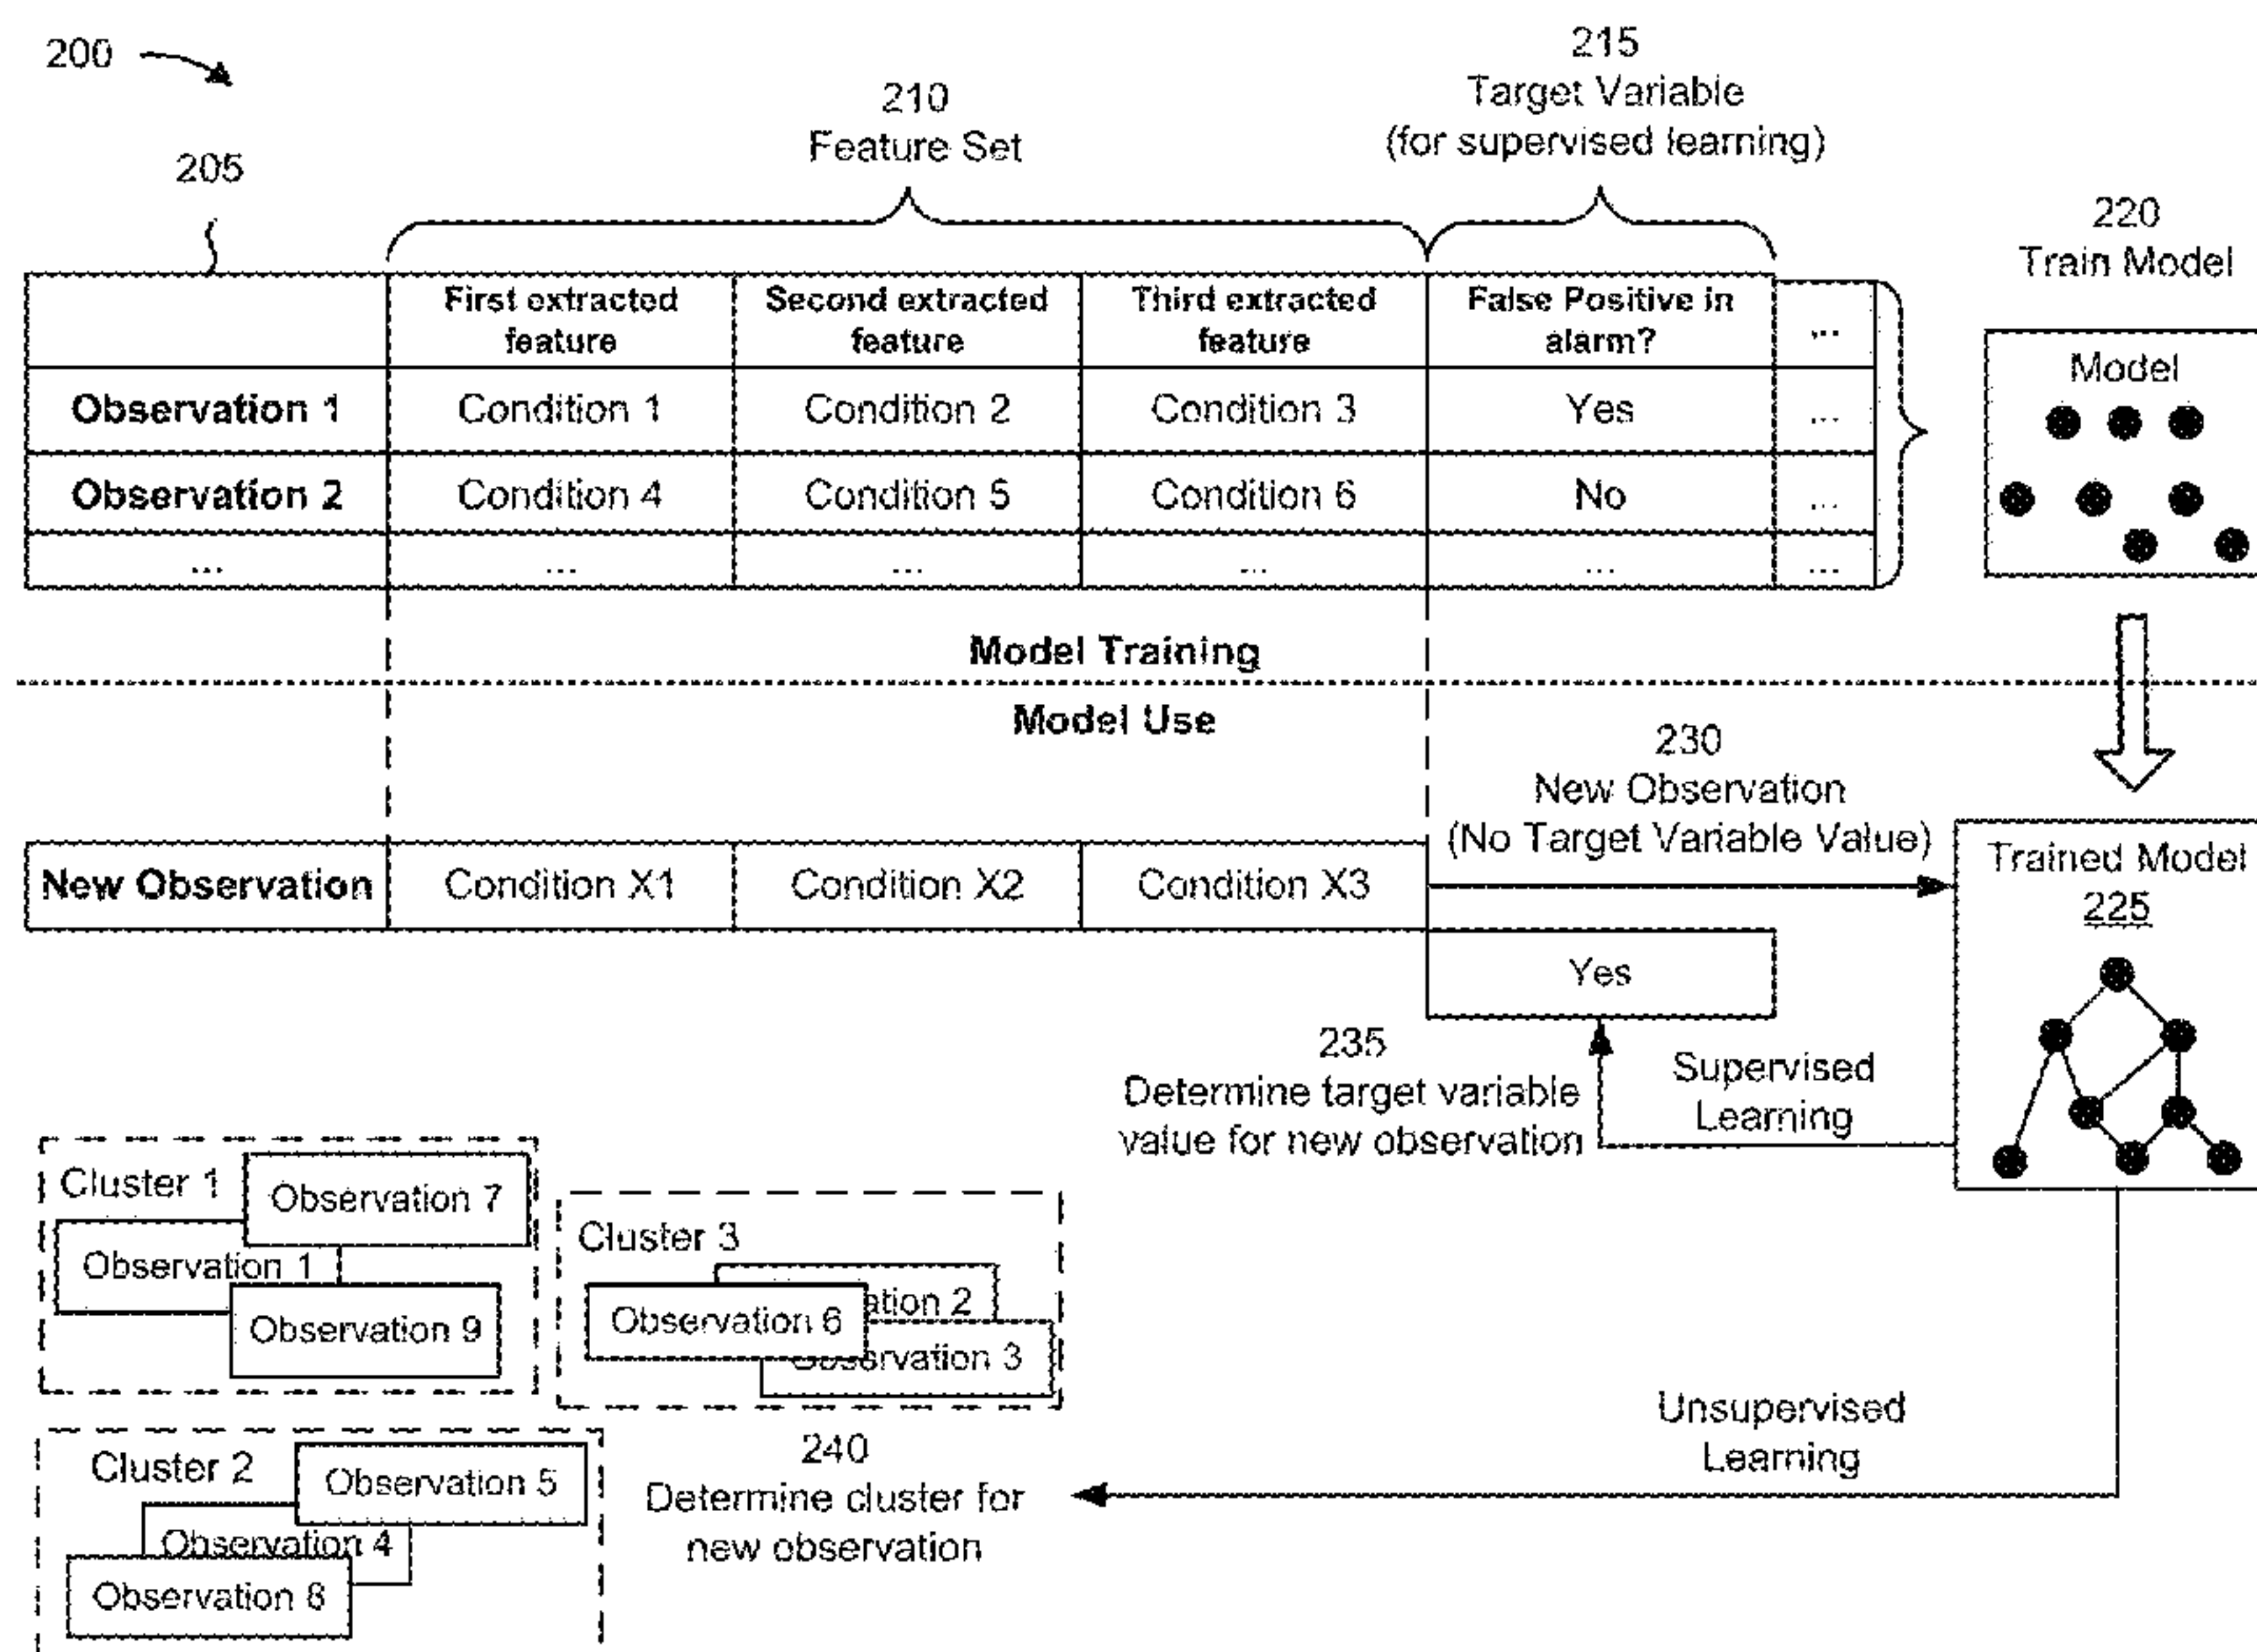 200
205
210
Feature Set
215
Target Variable
(for supervised learning)
220
Train Model
First extracted
feature
Second extracted
feature
Third extracted
feature
False Positive in
alarm?
...
Observation 1
Condition 1
Condition 2
Condition 3
Yes
...
Observation 2
Condition 4
Condition 5
Condition 6
No
...
...
...
...
...
...
...
Model
Model Training
Model Use
230
New Observation
(No Target Variable Value)
New Observation
Condition X1
Condition X2
Condition X3
Trained Model
225
Yes
235
Determine target variable
value for new observation
Supervised
Learning
Cluster 1
Observation 7
Observation 1
Observation 9
Cluster 3
ation 2
Observation 6
Observation 3
Cluster 2
Observation 5
Observation 4
Observation 8
240
Determine cluster for
new observation
Unsupervised
Learning